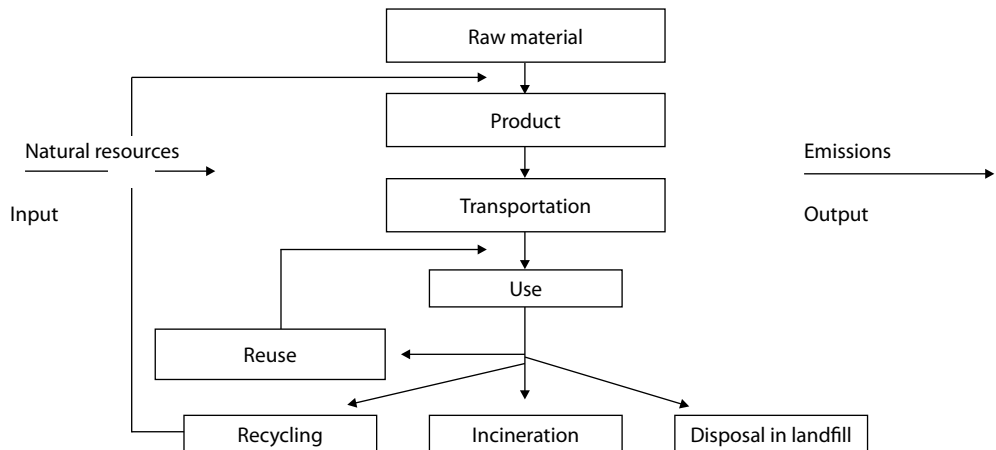 Raw material
Product
Natural resources
Emissions
Input
Transportation
Output
Use
Reuse
Recycling
Incineration
Disposal in landfill